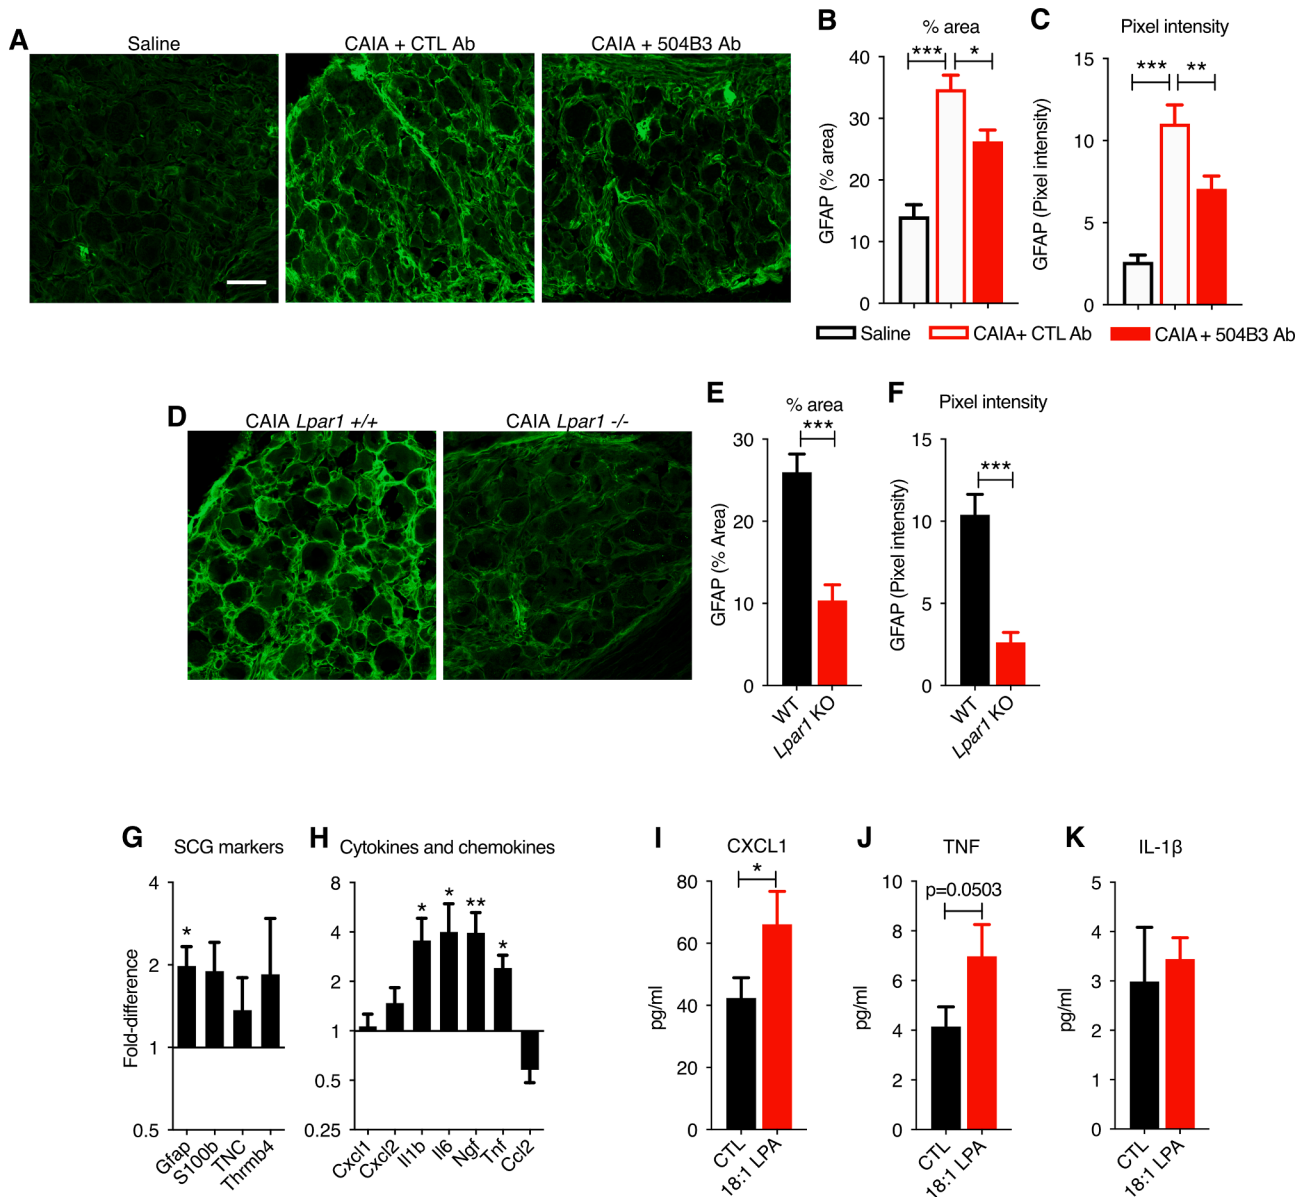 A
Saline
CAIA + CTL Ab
CAIA + 504B3 Ab
B
% area
GFAP (% area)
40
30
20
10
0
***
*
C
Pixel intensity
GFAP (Pixel intensity)
15
10
5
0
***
**
Saline
CAIA+ CTL Ab
CAIA + 504B3 Ab
D
CAIA Lpar1 +/+
CAIA Lpar1 -/-
E
% area
***
GFAP (% Area)
30
20
10
0
WT
Lpar1 KO
F
Pixel intensity
***
GFAP (Pixel intensity)
15
10
5
0
WT
Lpar1 KO
G
SCG markers
Fold-difference
4
2
1
0.5
*
Gfap
S100b
TNC
Thrmb4
H
Cytokines and chemokines
8
4
2
1
0.5
0.25
*
*
**
*
Cxcl1
Cxcl2
Il1b
Il6
Ngf
Tnf
Ccl2
I
CXCL1
*
pg/ml
80
60
40
20
0
CTL
18:1 LPA
J
TNF
p=0.0503
pg/ml
10
8
6
4
2
0
CTL
18:1 LPA
K
IL-1β
pg/ml
5
4
3
2
1
0
CTL
18:1 LPA